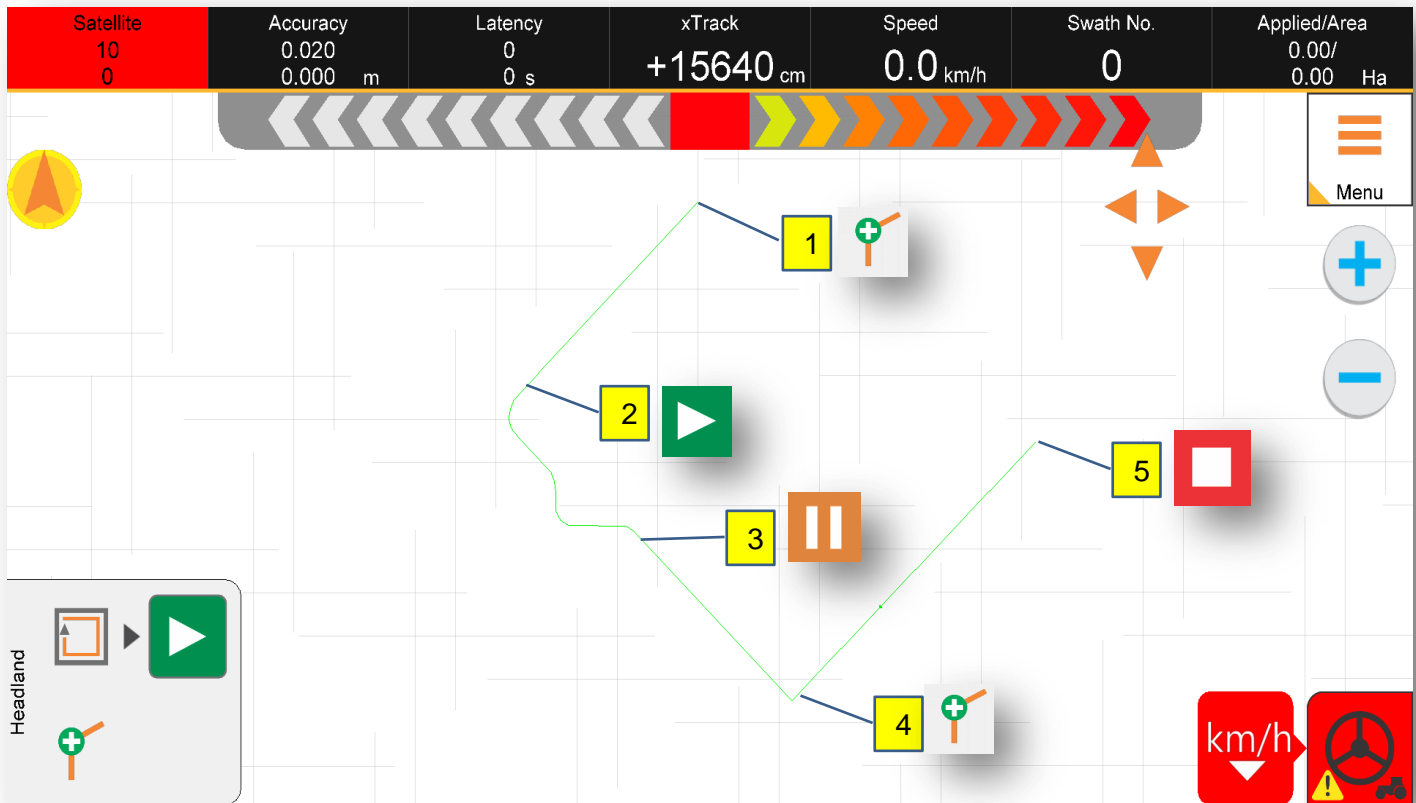 Satellite
10
0
Accuracy
0.020
0.000 m
Latency
0
0 s
xTrack
+15640 cm
Speed
0.0 km/h
Swath No.
0
Applied/Area
0.00/
0.00 Ha
Menu
1
2
3
4
5
Headland
km/h